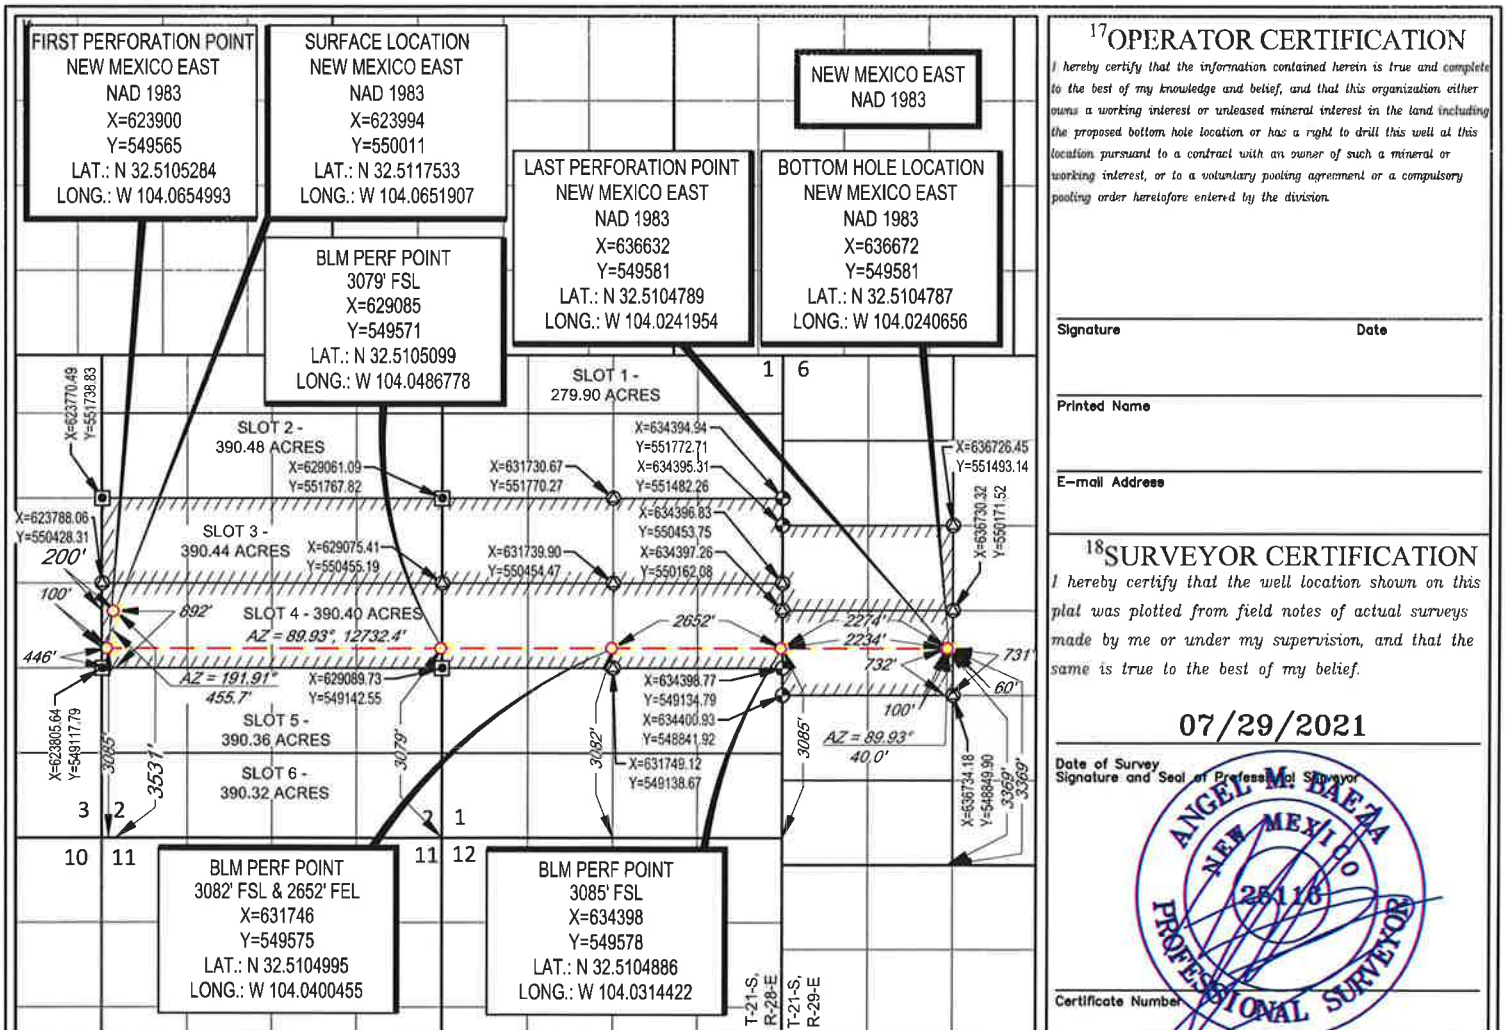 FIRST PERFORATION POINT
NEW MEXICO EAST
NAD 1983
X=623900
Y=549565
LAT.: N 32.5105284
LONG.: W 104.0654993
SURFACE LOCATION
NEW MEXICO EAST
NAD 1983
X=623994
Y=550011
LAT.: N 32.5117533
LONG.: W 104.0651907
NEW MEXICO EAST
NAD 1983
BLM PERF POINT
3079' FSL
X=629085
Y=549571
LAT.: N 32.5105099
LONG.: W 104.0486778
LAST PERFORATION POINT
NEW MEXICO EAST
NAD 1983
X=636632
Y=549581
LAT.: N 32.5104789
LONG.: W 104.0241954
BOTTOM HOLE LOCATION
NEW MEXICO EAST
NAD 1983
X=636672
Y=549581
LAT.: N 32.5104787
LONG.: W 104.0240656
X=623770.49
Y=551738.83
SLOT 1 -
279.90 ACRES
1 6
SLOT 2 -
390.48 ACRES
X=629061.09
Y=551767.82
X=631730.67
Y=551770.27
X=634394.94
Y=551772.71
X=634395.31
Y=551482.26
X=636726.45
Y=551493.14
X=636730.32
Y=550171.52
X=623788.06
Y=550428.31
SLOT 3 -
390.44 ACRES
X=629075.41
Y=550455.19
X=631739.90
Y=550454.47
X=634396.83
Y=550453.75
X=634397.26
Y=550162.08
200'
100'
892'
SLOT 4 - 390.40 ACRES
AZ = 89.93°, 12732.4'
2652'
2274'
2234'
446'
732'
731'
60'
100'
AZ = 191.91°
455.7'
X=629089.73
Y=549142.55
X=634398.77
Y=549134.79
X=634400.93
Y=548841.92
X=623805.64
Y=549117.79
3085'
3531'
SLOT 5 -
390.36 ACRES
3079'
3082'
X=631749.12
Y=549138.67
3085'
AZ = 89.93°
40.0'
X=636734.18
Y=548849.90
3369'
3369'
SLOT 6 -
390.32 ACRES
3 2
2 1
10 11
11 12
BLM PERF POINT
3082' FSL & 2652' FEL
X=631746
Y=549575
LAT.: N 32.5104995
LONG.: W 104.0400455
BLM PERF POINT
3085' FSL
X=634398
Y=549578
LAT.: N 32.5104886
LONG.: W 104.0314422
T-21-S,
R-28-E
T-21-S,
R-29-E
17 OPERATOR CERTIFICATION
I hereby certify that the information contained herein is true and complete
to the best of my knowledge and belief, and that this organization either
owns a working interest or unleased mineral interest in the land including
the proposed bottom hole location or has a right to drill this well at this
location pursuant to a contract with an owner of such a mineral or
working interest, or to a voluntary pooling agreement or a compulsory
pooling order heretofore entered by the division.
Signature Date
Printed Name
E-mail Address
18 SURVEYOR CERTIFICATION
I hereby certify that the well location shown on this
plat was plotted from field notes of actual surveys
made by me or under my supervision, and that the
same is true to the best of my belief.
07/29/2021
Date of Survey
Signature and Seal of Professional Surveyor
ANGEL M. BAEZA
NEW MEXICO
25116
PROFESSIONAL SURVEYOR
Certificate Number